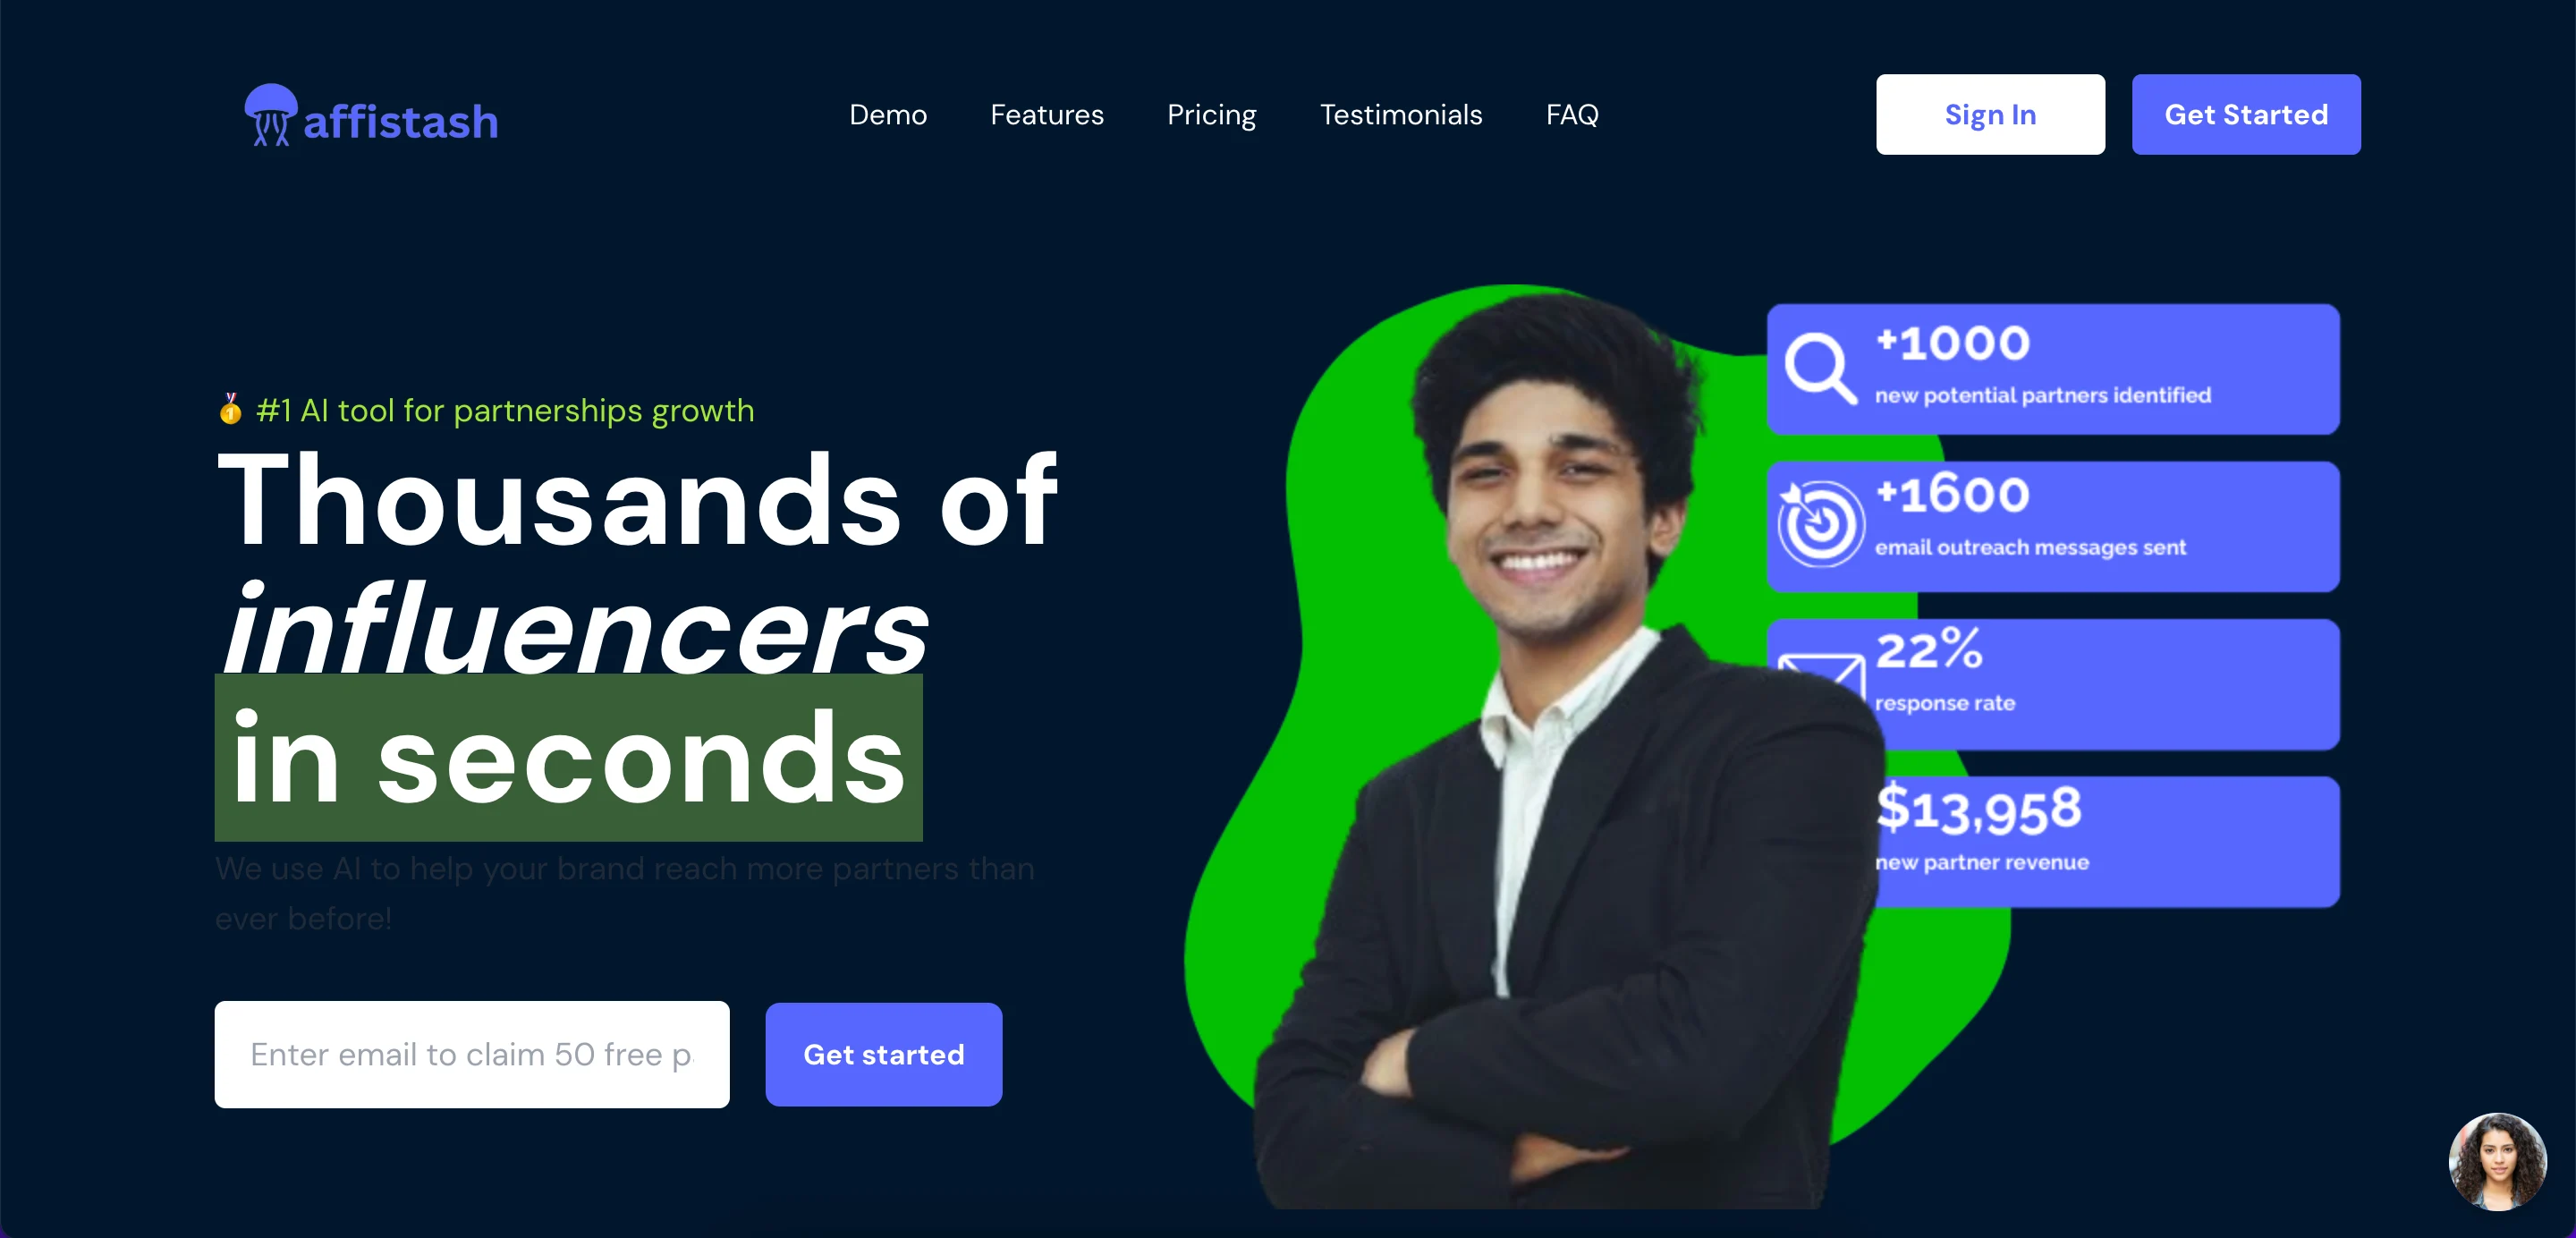 affistash
Demo
Features
Pricing
Testimonials
FAQ
Sign In
Get Started
#1 AI tool for partnerships growth
Thousands of
influencers
in seconds
We use AI to help your brand reach more partners than
ever before!
Enter email to claim 50 free p
Get started
+1000
new potential partners identified
+1600
email outreach messages sent
22%
response rate
$13,958
new partner revenue